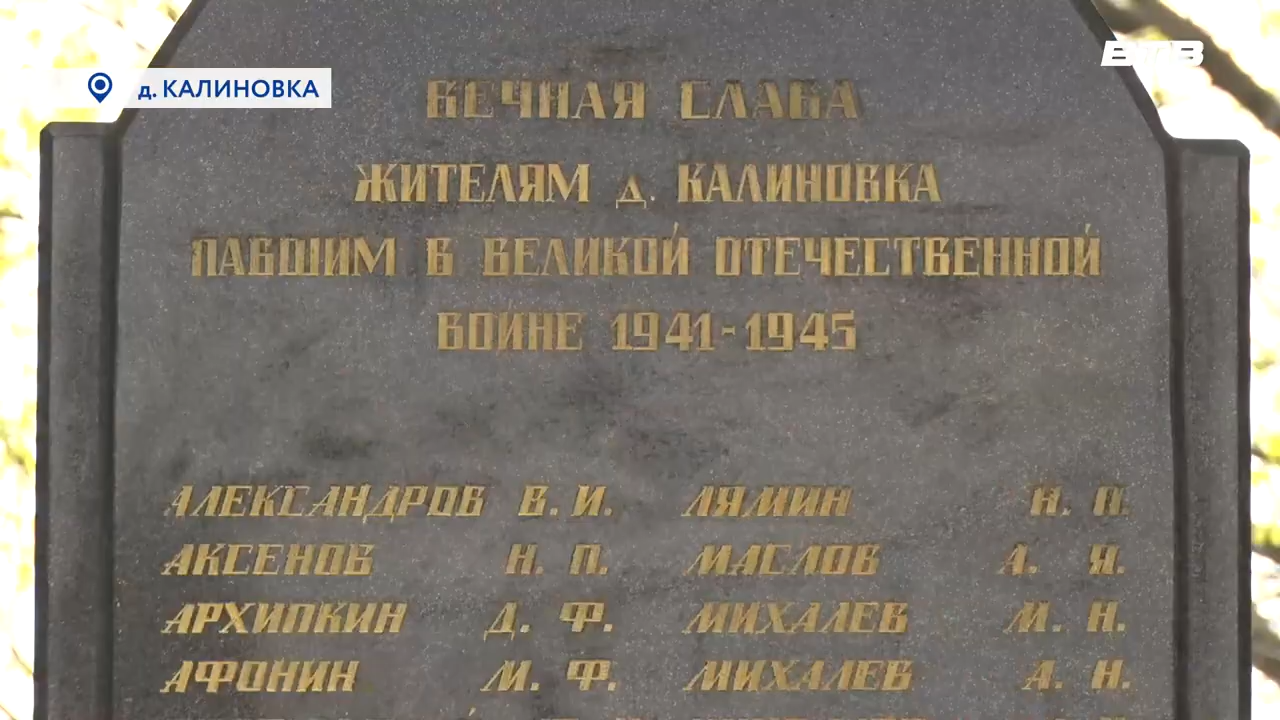 д. КАЛИНОВКА
ВТВ
ВЕЧНАЯ СЛАВА
ЖИТЕЛЯМ д. КАЛИНОВКА
ПАВШИМ В ВЕЛИКОЙ ОТЕЧЕСТВЕННОЙ
ВОЙНЕ 1941-1945
АЛЕКСАНДРОВ В. И. ЛЯМИН Н. П.
АКСЕНОВ Н. П. МАСЛОВ А. Я.
АРХИПКИН Д. Ф. МИХАЛЕВ М. Н.
АФОНИН М. Ф. МИХАЛЕВ А. Н.